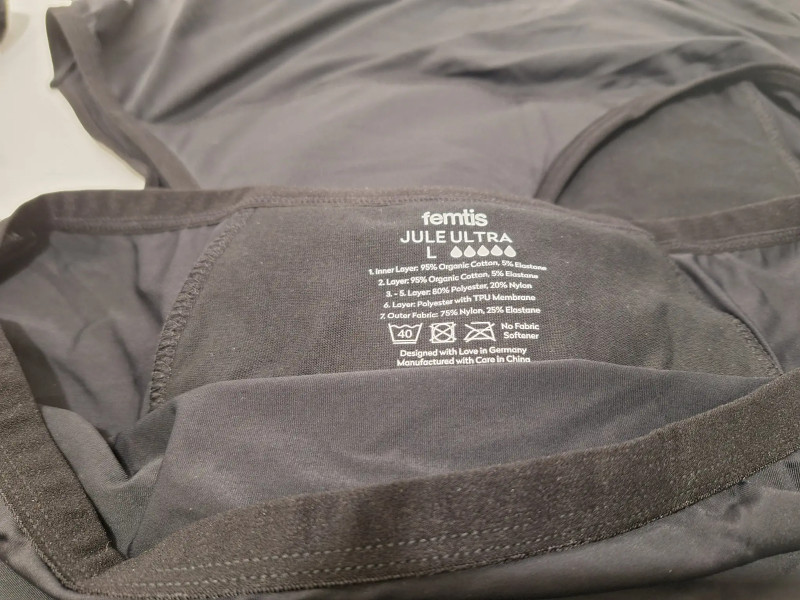 femtis
JULE ULTRA
L
1. Inner Layer: 95% Organic Cotton, 5% Elastane
2. Layer: 95% Organic Cotton, 5% Elastane
3. - 5. Layer: 80% Polyester, 20% Nylon
6. Layer: Polyester with TPU Membrane
7. Outer Fabric: 75% Nylon, 25% Elastane
40 No Fabric
Softener
Designed with Love in Germany
Manufactured with Care in China